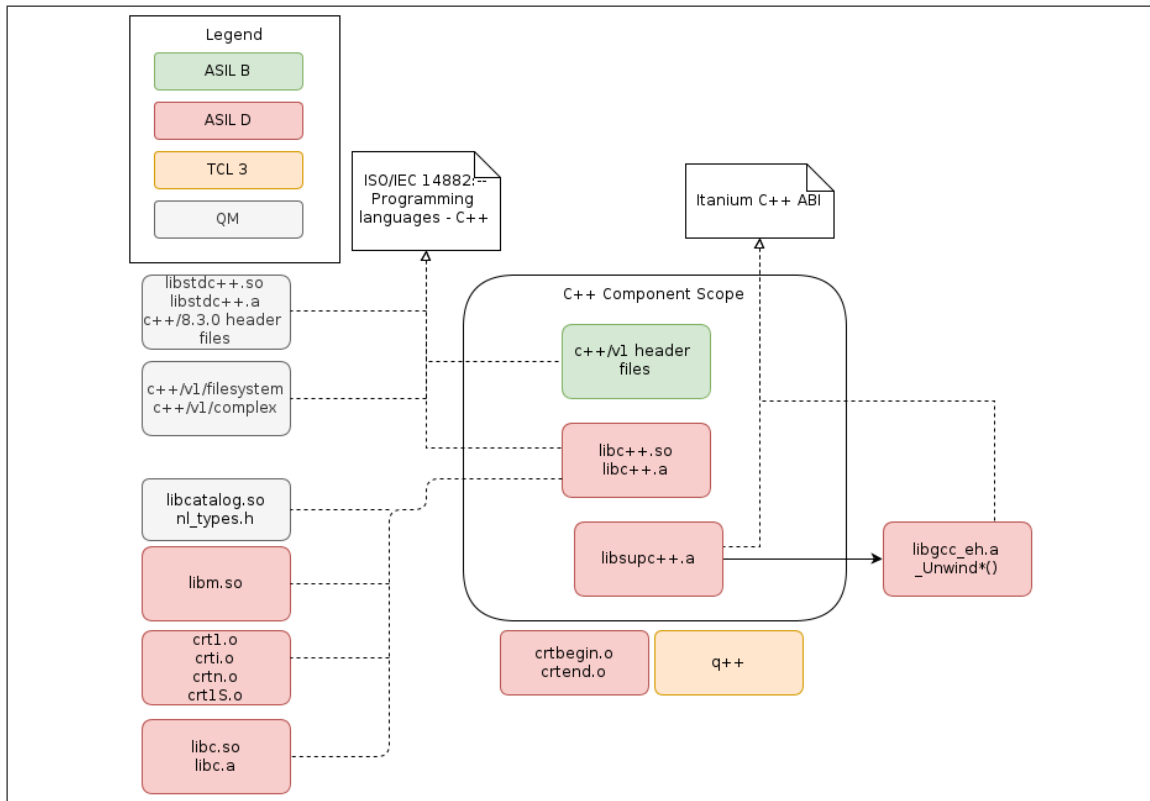 Legend
ASIL B
ASIL D
TCL 3
QM
ISO/IEC 14882:--
Programming
languages - C++
Itanium C++ ABI
libstdc++.so
libstdc++.a
c++/8.3.0 header
files
c++/v1/filesystem
c++/v1/complex
C++ Component Scope
c++/v1 header
files
libc++.so
libc++.a
libsupc++.a
libgcc_eh.a
_Unwind*()
libcatalog.so
nl_types.h
libm.so
crt1.o
crti.o
crtn.o
crt1S.o
libc.so
libc.a
crtbegin.o
crtend.o
q++